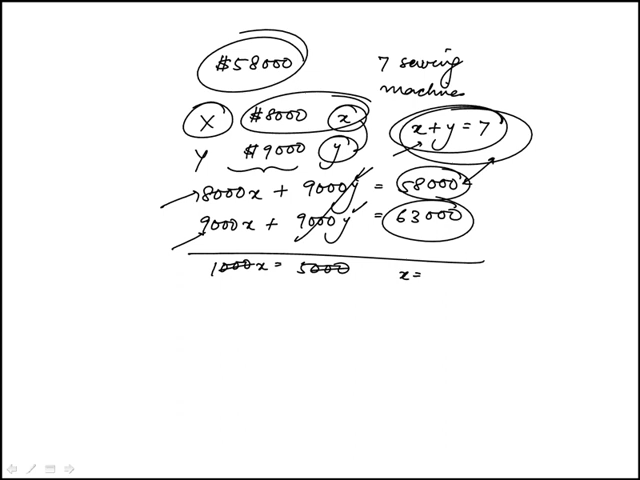 $58000
7 sewing
machines
X $8000 x
x + y = 7
Y $9000 y
8000x + 9000y = 58000
9000x + 9000y = 63000
1000x = 5000 x =